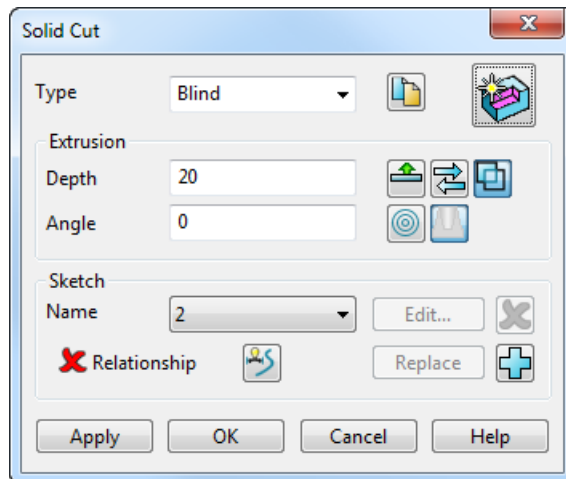 Solid Cut
Type Blind
Extrusion
Depth 20
Angle 0
Sketch
Name 2 Edit...
Relationship Replace
Apply OK Cancel Help